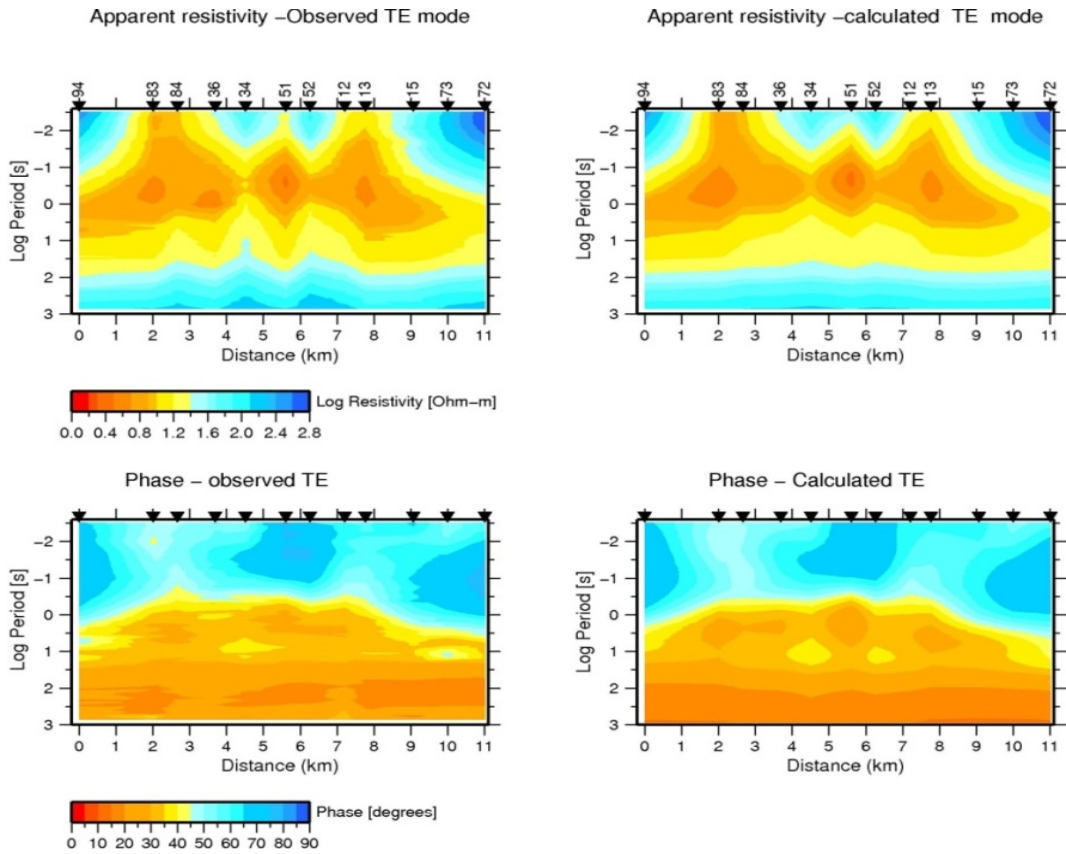 Apparent resistivity –Observed TE mode
Apparent resistivity –calculated TE mode
94 83 84 36 34 51 52 12 13 15 73 72
94 83 84 36 34 51 52 12 13 15 73 72
Log Period [s]
–2 –1 0 1 2 3
Log Period [s]
–2 –1 0 1 2 3
0 1 2 3 4 5 6 7 8 9 10 11
0 1 2 3 4 5 6 7 8 9 10 11
Distance (km)
Distance (km)
Log Resistivity [Ohm–m]
0.0 0.4 0.8 1.2 1.6 2.0 2.4 2.8
Phase – observed TE
Phase – Calculated TE
Log Period [s]
–2 –1 0 1 2 3
Log Period [s]
–2 –1 0 1 2 3
0 1 2 3 4 5 6 7 8 9 10 11
0 1 2 3 4 5 6 7 8 9 10 11
Distance (km)
Distance (km)
Phase [degrees]
0 10 20 30 40 50 60 70 80 90